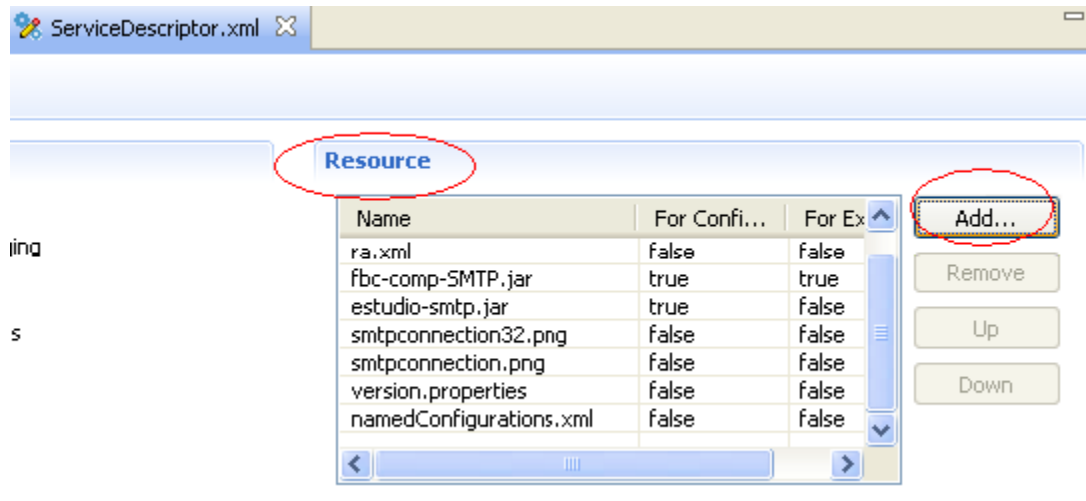 ServiceDescriptor.xml
Resource
Name For Confi... For Ex
Add...
ging
ra.xml false false
fbc-comp-SMTP.jar true true
Remove
estudio-smtp.jar true false
s
smtpconnection32.png false false
Up
smtpconnection.png false false
version.properties false false
Down
namedConfigurations.xml false false